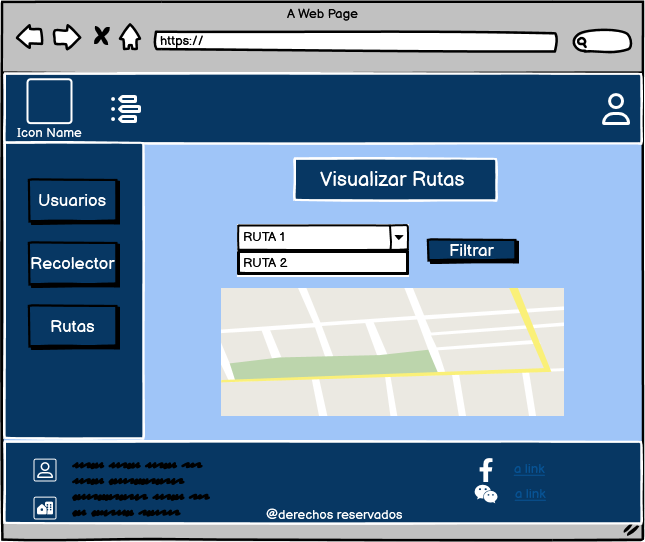 A Web Page
https://
Icon Name
Visualizar Rutas
Usuarios
Recolector
Rutas
RUTA 1
RUTA 2
Filtrar
a link
a link
@derechos reservados